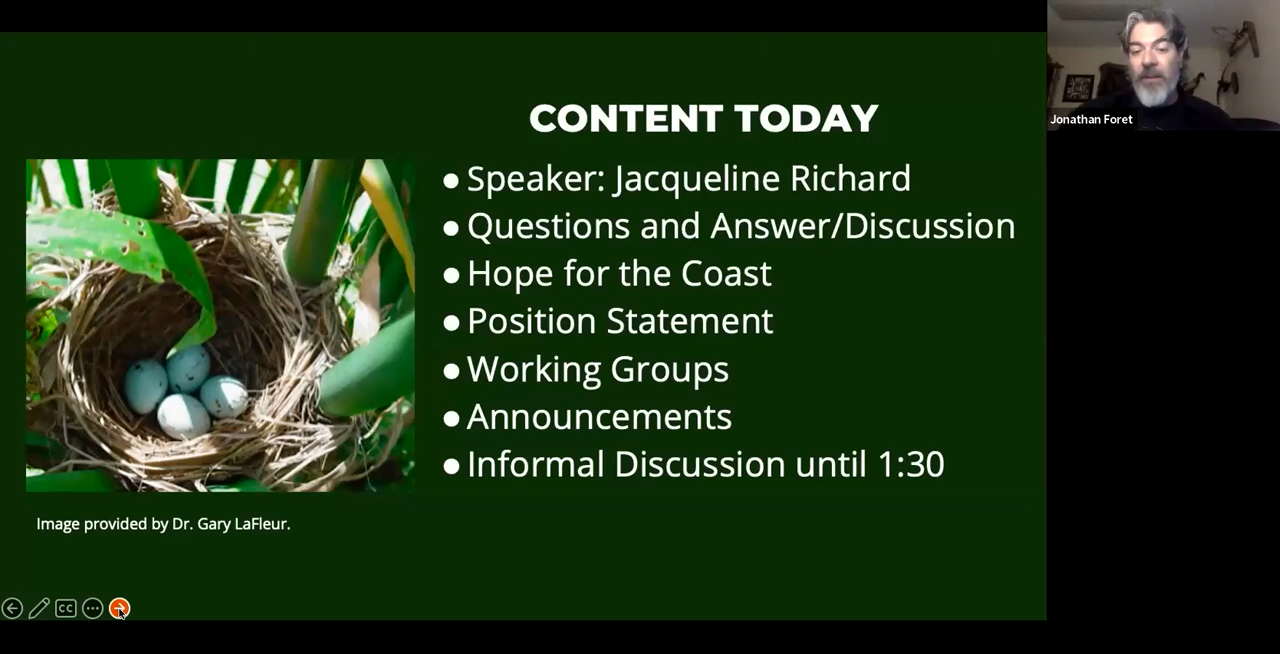 CONTENT TODAY
● Speaker: Jacqueline Richard
● Questions and Answer/Discussion
● Hope for the Coast
● Position Statement
● Working Groups
● Announcements
● Informal Discussion until 1:30
Image provided by Dr. Gary LaFleur.
CC
Jonathan Foret